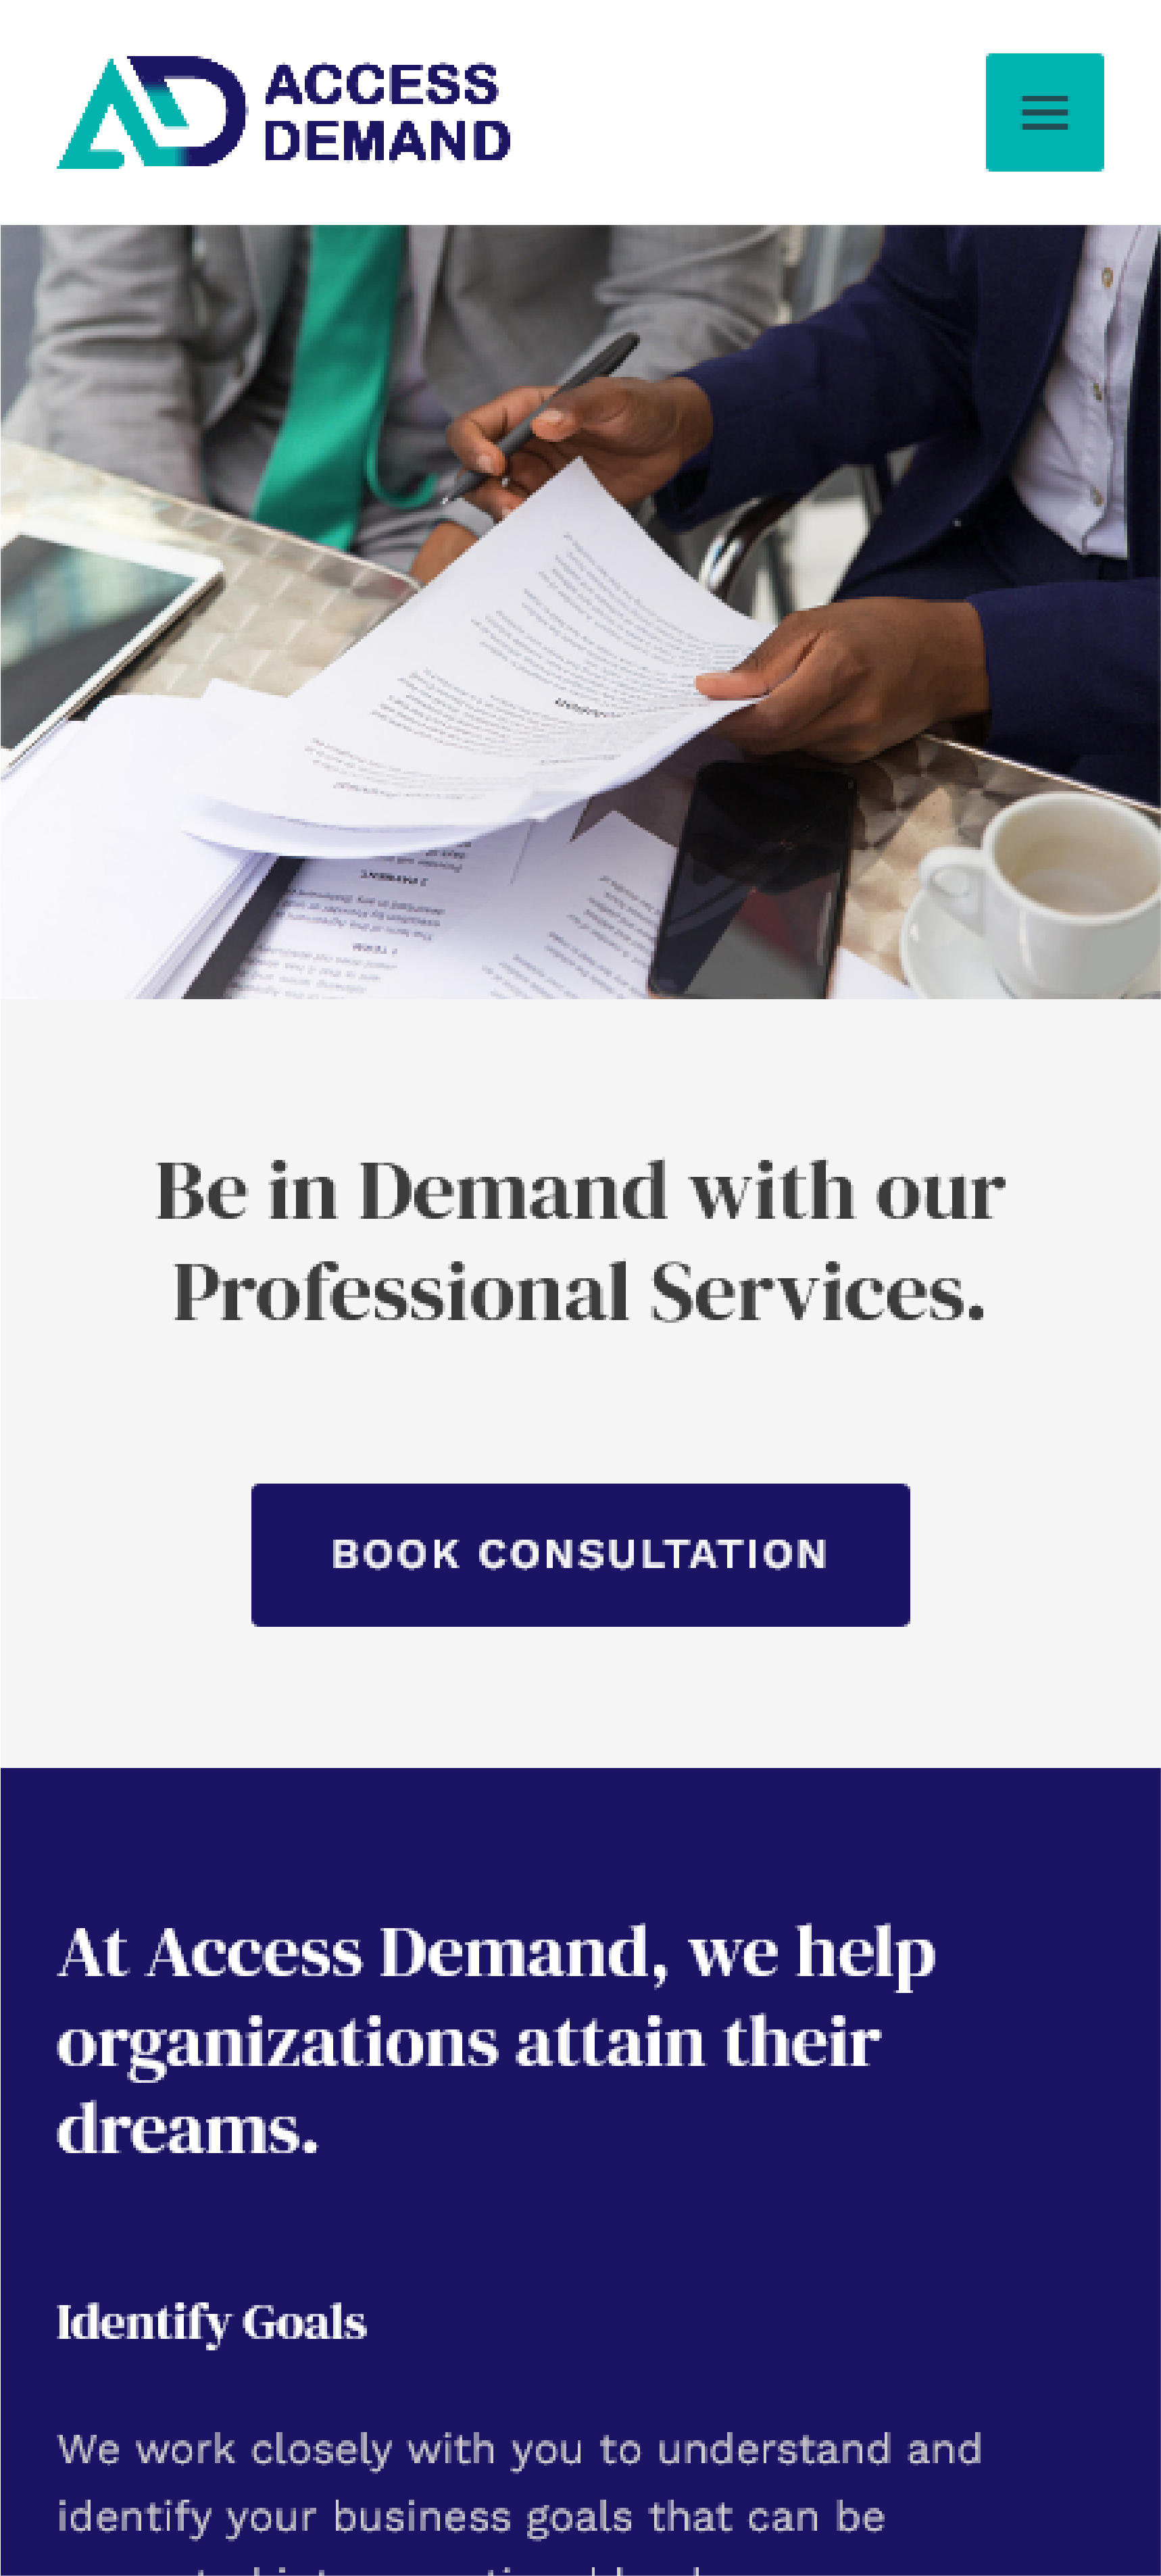 ACCESS
DEMAND
Be in Demand with our
Professional Services.
BOOK CONSULTATION
At Access Demand, we help
organizations attain their
dreams.
Identify Goals
We work closely with you to understand and
identify your business goals that can be